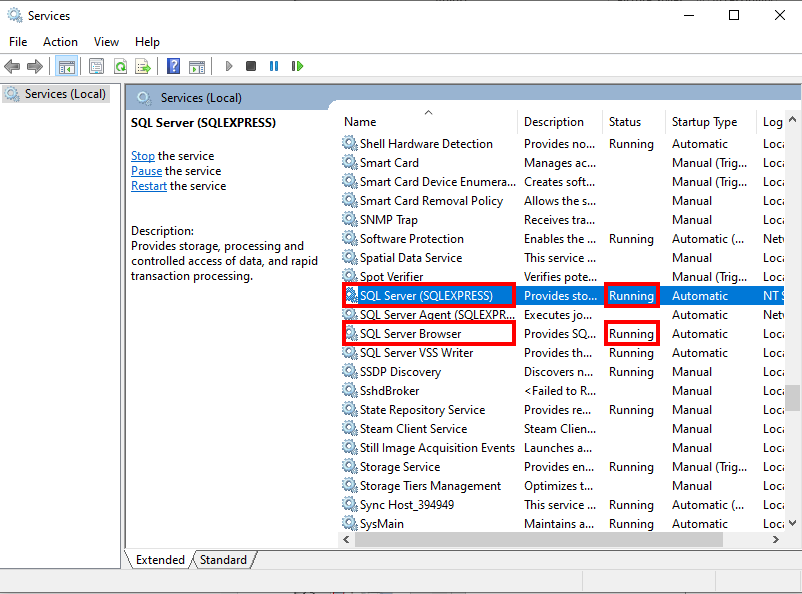 Services
File Action View Help
Services (Local)
Services (Local)
SQL Server (SQLEXPRESS)
Stop the service
Pause the service
Restart the service
Description:
Provides storage, processing and
controlled access of data, and rapid
transaction processing.
Name Description Status Startup Type Log
Shell Hardware Detection Provides no... Running Automatic Loca
Smart Card Manages ac... Manual (Trig... Loca
Smart Card Device Enumera... Creates soft... Manual (Trig... Loca
Smart Card Removal Policy Allows the s... Manual Loca
SNMP Trap Receives tra... Manual Loca
Software Protection Enables the ... Running Automatic (... Netw
Spatial Data Service This service ... Manual Loca
Spot Verifier Verifies pote... Manual (Trig... Loca
SQL Server (SQLEXPRESS) Provides sto... Running Automatic NT S
SQL Server Agent (SQLEXPR... Executes jo... Automatic Netw
SQL Server Browser Provides SQ... Running Automatic Loca
SQL Server VSS Writer Provides th... Running Automatic Loca
SSDP Discovery Discovers n... Running Manual Loca
SshdBroker <Failed to R... Manual Loca
State Repository Service Provides re... Running Manual Loca
Steam Client Service Steam Clien... Manual Loca
Still Image Acquisition Events Launches a... Manual Loca
Storage Service Provides en... Running Manual (Trig... Loca
Storage Tiers Management Optimizes t... Manual Loca
Sync Host_394949 This service ... Running Automatic (... Loca
SysMain Maintains a... Running Automatic Loca
Extended Standard